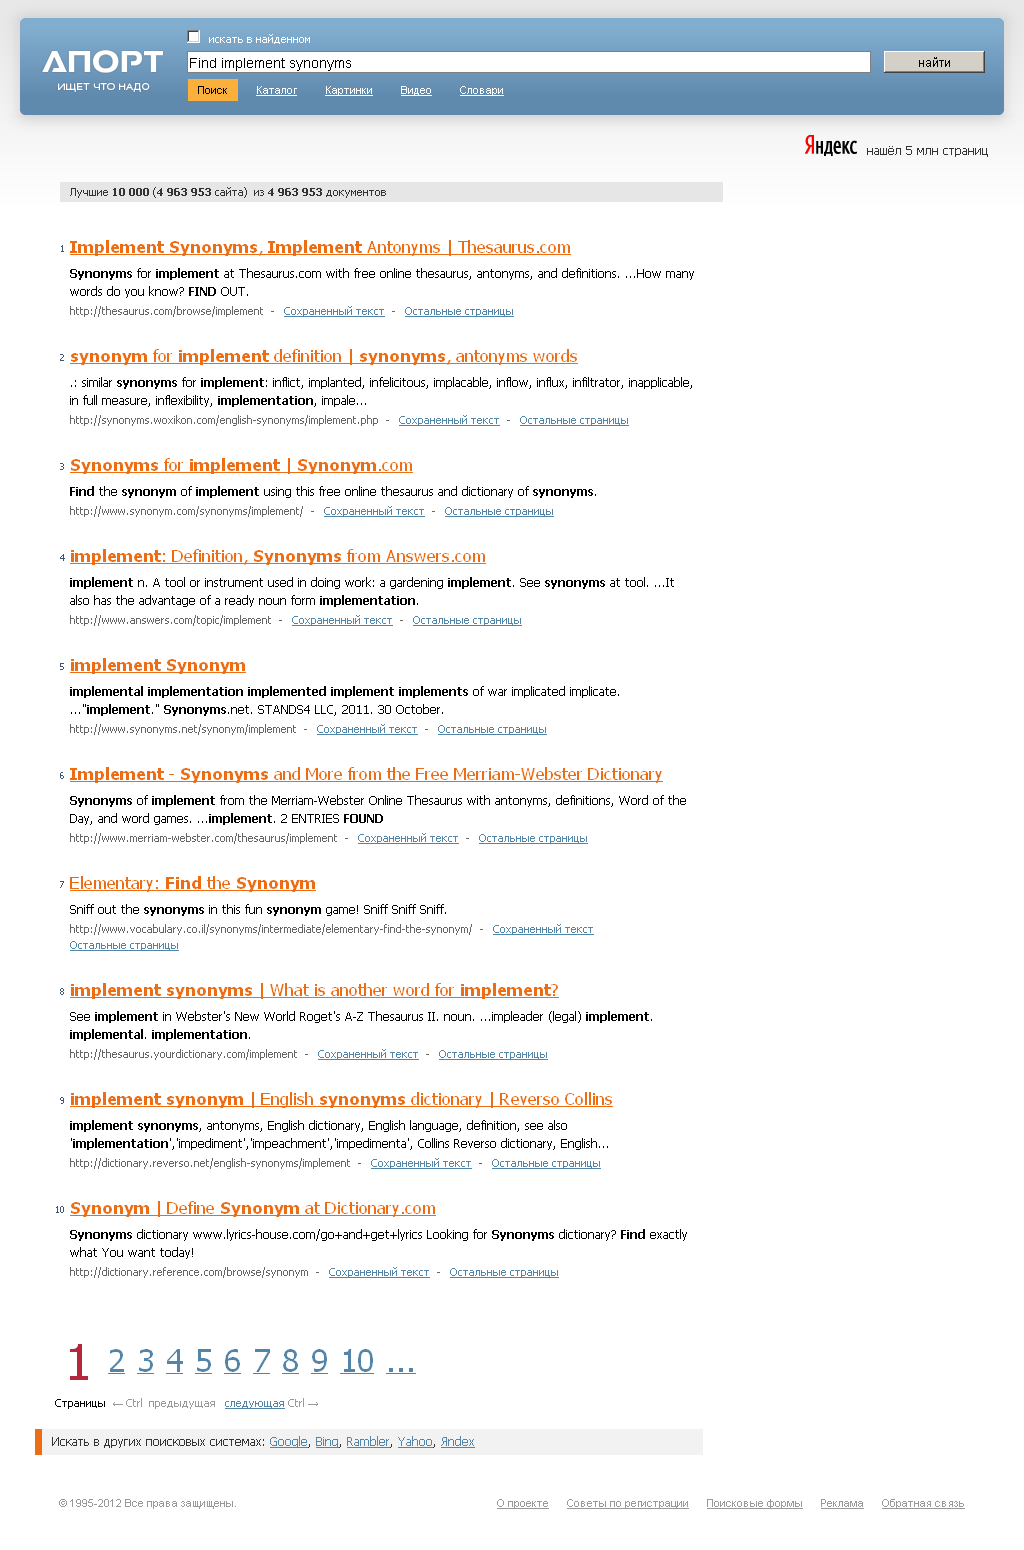 искать в найденном
АПОРТ
ИЩЕТ ЧТО НАДО
Find implement synonyms
найти
Поиск Каталог Картинки Видео Словари
Яндекс нашёл 5 млн страниц
Лучшие 10 000 (4 963 953 сайта) из 4 963 953 документов
1 Implement Synonyms, Implement Antonyms | Thesaurus.com
Synonyms for implement at Thesaurus.com with free online thesaurus, antonyms, and definitions. ...How many
words do you know? FIND OUT.
http://thesaurus.com/browse/implement - Сохраненный текст - Остальные страницы
2 synonym for implement definition | synonyms, antonyms words
.: similar synonyms for implement: inflict, implanted, infelicitous, implacable, inflow, influx, infiltrator, inapplicable,
in full measure, inflexibility, implementation, impale...
http://synonyms.woxikon.com/english-synonyms/implement.php - Сохраненный текст - Остальные страницы
3 Synonyms for implement | Synonym.com
Find the synonym of implement using this free online thesaurus and dictionary of synonyms.
http://www.synonym.com/synonyms/implement/ - Сохраненный текст - Остальные страницы
4 implement: Definition, Synonyms from Answers.com
implement n. A tool or instrument used in doing work: a gardening implement. See synonyms at tool. ...It
also has the advantage of a ready noun form implementation.
http://www.answers.com/topic/implement - Сохраненный текст - Остальные страницы
5 implement Synonym
implemental implementation implemented implement implements of war implicated implicate.
..."implement." Synonyms.net. STANDS4 LLC, 2011. 30 October.
http://www.synonyms.net/synonym/implement - Сохраненный текст - Остальные страницы
6 Implement - Synonyms and More from the Free Merriam-Webster Dictionary
Synonyms of implement from the Merriam-Webster Online Thesaurus with antonyms, definitions, Word of the
Day, and word games. ...implement. 2 ENTRIES FOUND
http://www.merriam-webster.com/thesaurus/implement - Сохраненный текст - Остальные страницы
7 Elementary: Find the Synonym
Sniff out the synonyms in this fun synonym game! Sniff Sniff Sniff.
http://www.vocabulary.co.il/synonyms/intermediate/elementary-find-the-synonym/ - Сохраненный текст
Остальные страницы
8 implement synonyms | What is another word for implement?
See implement in Webster's New World Roget's A-Z Thesaurus II. noun. ...impleader (legal) implement.
implemental. implementation.
http://thesaurus.yourdictionary.com/implement - Сохраненный текст - Остальные страницы
9 implement synonym | English synonyms dictionary | Reverso Collins
implement synonyms, antonyms, English dictionary, English language, definition, see also
'implementation','impediment','impeachment','impedimenta', Collins Reverso dictionary, English...
http://dictionary.reverso.net/english-synonyms/implement - Сохраненный текст - Остальные страницы
10 Synonym | Define Synonym at Dictionary.com
Synonyms dictionary www.lyrics-house.com/go+and+get+lyrics Looking for Synonyms dictionary? Find exactly
what You want today!
http://dictionary.reference.com/browse/synonym - Сохраненный текст - Остальные страницы
1 2 3 4 5 6 7 8 9 10 ...
Страницы ← Ctrl предыдущая следующая Ctrl →
Искать в других поисковых системах: Google, Bing, Rambler, Yahoo, Яndex
© 1995-2012 Все права защищены. О проекте Советы по регистрации Поисковые формы Реклама Обратная связь